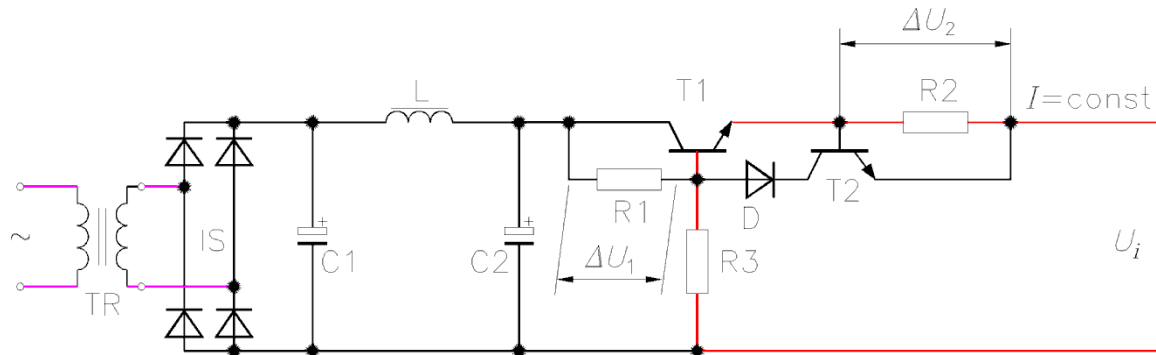 ΔU₂
L
T1
R2
I=const
~
TR
IS
C1
+
C2
+
R1
ΔU₁
D
T2
R3
Uᵢ